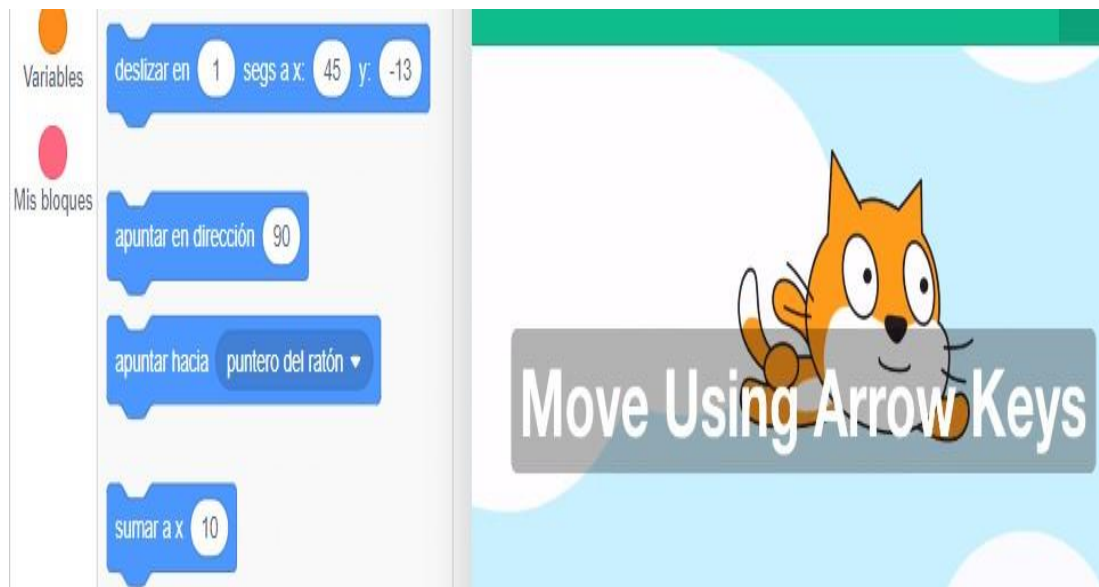 Variables
Mis bloques
deslizar en 1 segs a x: 45 y: -13
apuntar en dirección 90
apuntar hacia puntero del ratón
sumar a x 10
Move Using Arrow Keys